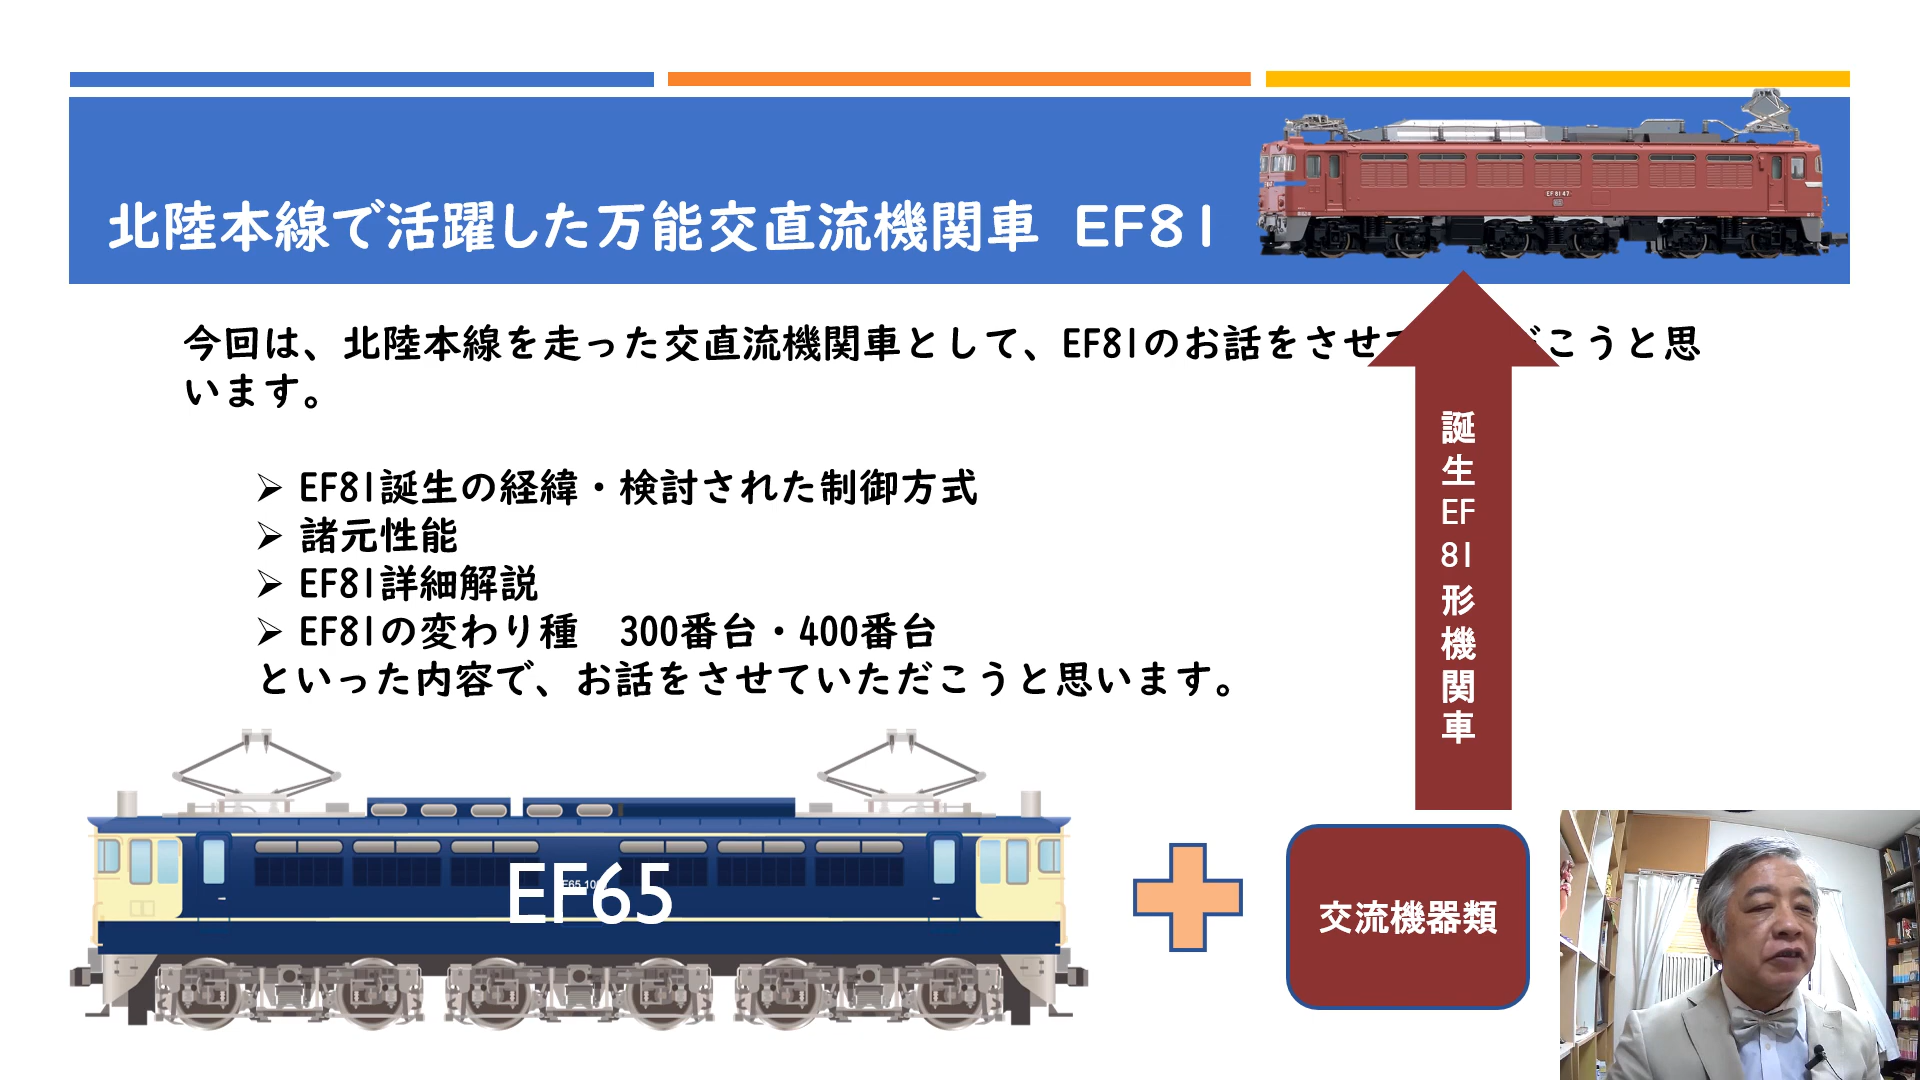 北陸本線で活躍した万能交直流機関車 EF81
EF81 47
今回は、北陸本線を走った交直流機関車として、EF81のお話をさせ こうと思
います。
➢ EF81誕生の経緯・検討された制御方式
➢ 諸元性能
➢ EF81詳細解説
➢ EF81の変わり種 300番台・400番台
といった内容で、お話をさせていただこうと思います。
誕生EF81形機関車
EF65
交流機器類